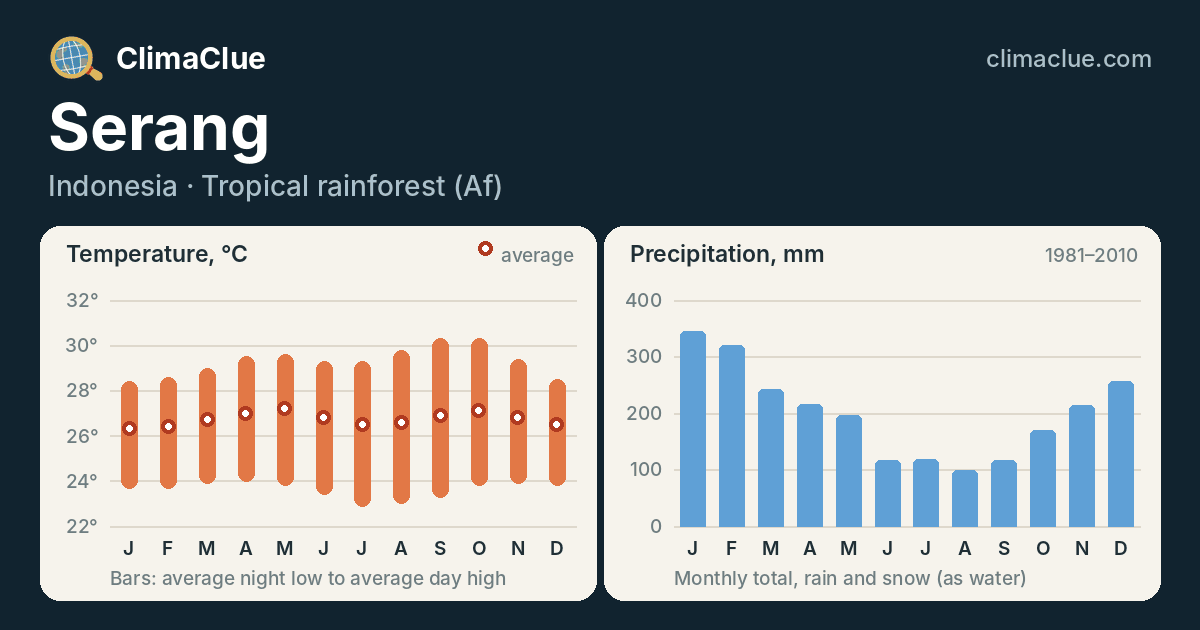 ClimaClue
climaclue.com
Serang
Indonesia · Tropical rainforest (Af)
Temperature, °C
average
32°
30°
28°
26°
24°
22°
J F M A M J J A S O N D
Bars: average night low to average day high
Precipitation, mm
1981–2010
400
300
200
100
0
J F M A M J J A S O N D
Monthly total, rain and snow (as water)